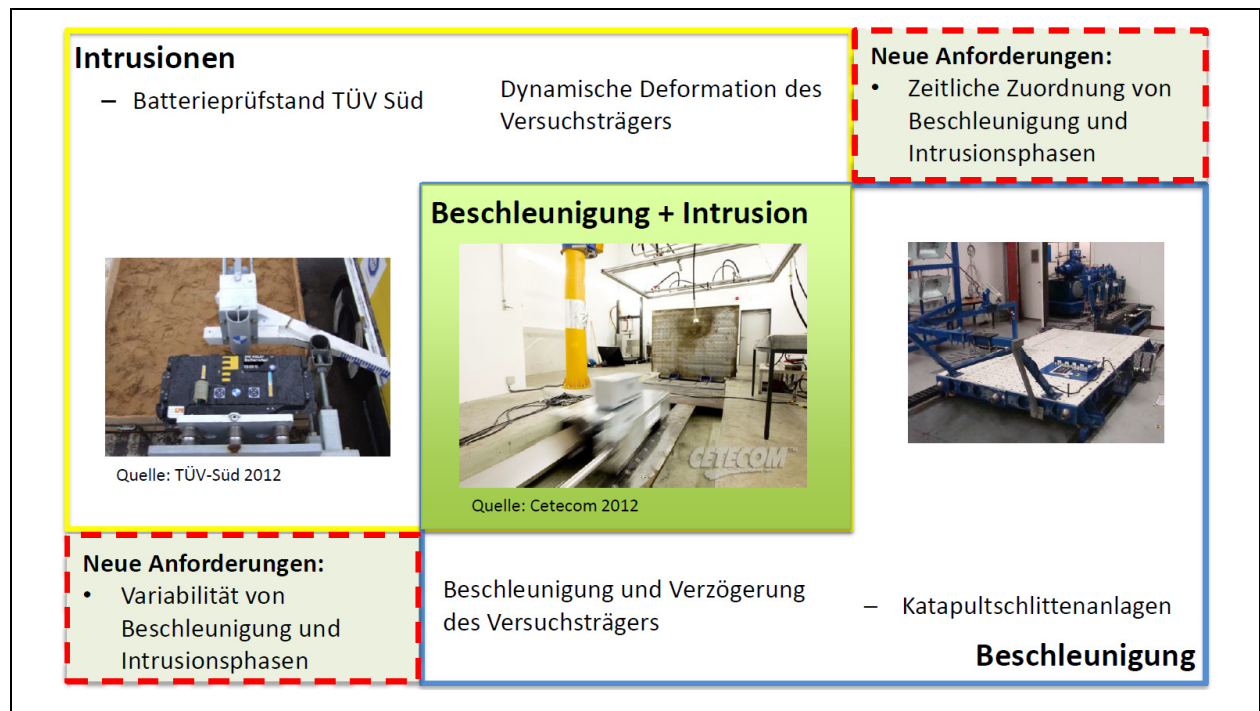 Intrusionen
– Batterieprüfstand TÜV Süd
Dynamische Deformation des
Versuchsträgers
Neue Anforderungen:
• Zeitliche Zuordnung von
Beschleunigung und
Intrusionsphasen
Beschleunigung + Intrusion
CETECOM
Quelle: TÜV-Süd 2012
Quelle: Cetecom 2012
Neue Anforderungen:
• Variabilität von
Beschleunigung und
Intrusionsphasen
Beschleunigung und Verzögerung
des Versuchsträgers
– Katapultschlittenanlagen
Beschleunigung